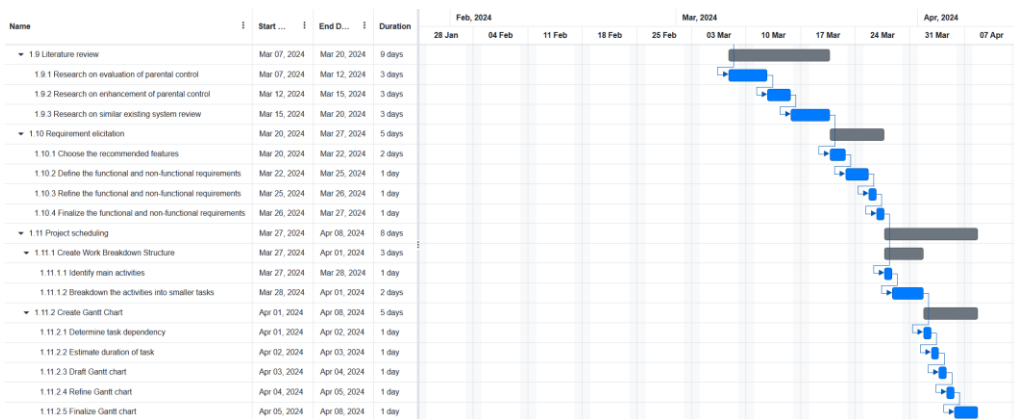 Feb, 2024 Mar, 2024 Apr, 2024
Name Start ... End D... Duration 28 Jan 04 Feb 11 Feb 18 Feb 25 Feb 03 Mar 10 Mar 17 Mar 24 Mar 31 Mar 07 Apr
1.9 Literature review Mar 07, 2024 Mar 20, 2024 9 days
1.9.1 Research on evaluation of parental control Mar 07, 2024 Mar 12, 2024 3 days
1.9.2 Research on enhancement of parental control Mar 12, 2024 Mar 15, 2024 3 days
1.9.3 Research on similar existing system review Mar 15, 2024 Mar 20, 2024 3 days
1.10 Requirement elicitation Mar 20, 2024 Mar 27, 2024 5 days
1.10.1 Choose the recommended features Mar 20, 2024 Mar 22, 2024 2 days
1.10.2 Define the functional and non-functional requirements Mar 22, 2024 Mar 25, 2024 1 day
1.10.3 Refine the functional and non-functional requirements Mar 25, 2024 Mar 26, 2024 1 day
1.10.4 Finalize the functional and non-functional requirements Mar 26, 2024 Mar 27, 2024 1 day
1.11 Project scheduling Mar 27, 2024 Apr 08, 2024 8 days
1.11.1 Create Work Breakdown Structure Mar 27, 2024 Apr 01, 2024 3 days
1.11.1.1 Identify main activities Mar 27, 2024 Mar 28, 2024 1 day
1.11.1.2 Breakdown the activities into smaller tasks Mar 28, 2024 Apr 01, 2024 2 days
1.11.2 Create Gantt Chart Apr 01, 2024 Apr 08, 2024 5 days
1.11.2.1 Determine task dependency Apr 01, 2024 Apr 02, 2024 1 day
1.11.2.2 Estimate duration of task Apr 02, 2024 Apr 03, 2024 1 day
1.11.2.3 Draft Gantt chart Apr 03, 2024 Apr 04, 2024 1 day
1.11.2.4 Refine Gantt chart Apr 04, 2024 Apr 05, 2024 1 day
1.11.2.5 Finalize Gantt chart Apr 05, 2024 Apr 08, 2024 1 day